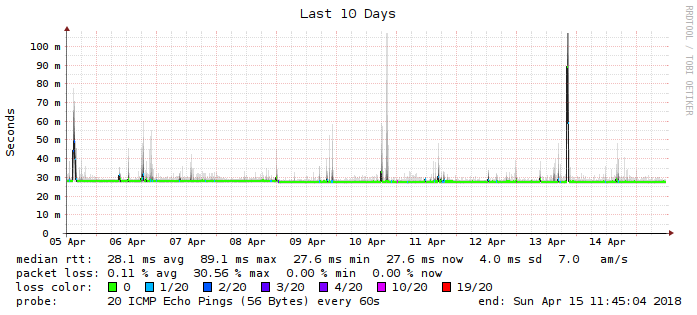 Last 10 Days
RRDTOOL / TOBI OETIKER
Seconds
100 m
90 m
80 m
70 m
60 m
50 m
40 m
30 m
20 m
10 m
0
05 Apr 06 Apr 07 Apr 08 Apr 09 Apr 10 Apr 11 Apr 12 Apr 13 Apr 14 Apr
median rtt: 28.1 ms avg 89.1 ms max 27.6 ms min 27.6 ms now 4.0 ms sd 7.0 am/s
packet loss: 0.11 % avg 30.56 % max 0.00 % min 0.00 % now
loss color: 0 1/20 2/20 3/20 4/20 10/20 19/20
probe: 20 ICMP Echo Pings (56 Bytes) every 60s end: Sun Apr 15 11:45:04 2018